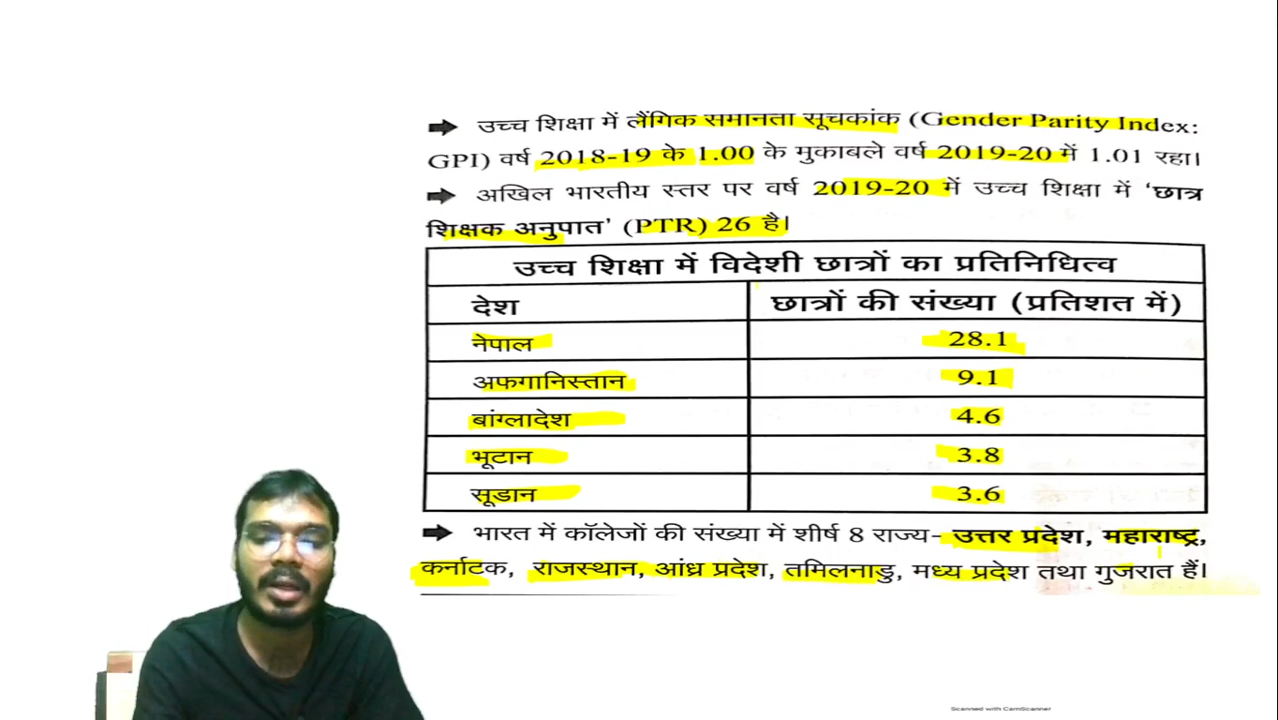 ➡ उच्च शिक्षा में लैंगिक समानता सूचकांक (Gender Parity Index:
GPI) वर्ष 2018-19 के 1.00 के मुकाबले वर्ष 2019-20 में 1.01 रहा।
➡ अखिल भारतीय स्तर पर वर्ष 2019-20 में उच्च शिक्षा में ‘छात्र
शिक्षक अनुपात’ (PTR) 26 है।
उच्च शिक्षा में विदेशी छात्रों का प्रतिनिधित्व
देश छात्रों की संख्या (प्रतिशत में)
नेपाल 28.1
अफगानिस्तान 9.1
बांग्लादेश 4.6
भूटान 3.8
सूडान 3.6
➡ भारत में कॉलेजों की संख्या में शीर्ष 8 राज्य- उत्तर प्रदेश, महाराष्ट्र,
कर्नाटक, राजस्थान, आंध्र प्रदेश, तमिलनाडु, मध्य प्रदेश तथा गुजरात हैं।
Scanned with CamScanner